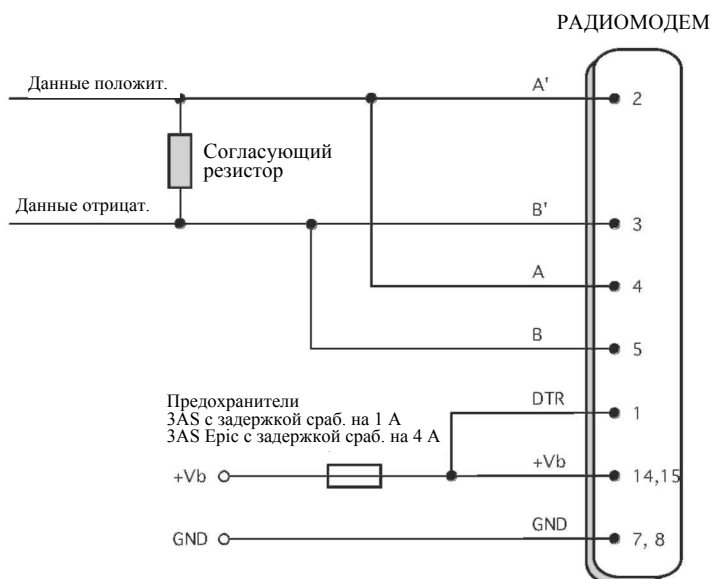 РАДИОМОДЕМ
Данные положит.
A'
2
Согласующий
резистор
Данные отрицат.
B'
3
A
4
B
5
Предохранители
3AS с задержкой сраб. на 1 А
3AS Epic с задержкой сраб. на 4 А
DTR
1
+Vb
+Vb
14,15
GND
GND
7, 8